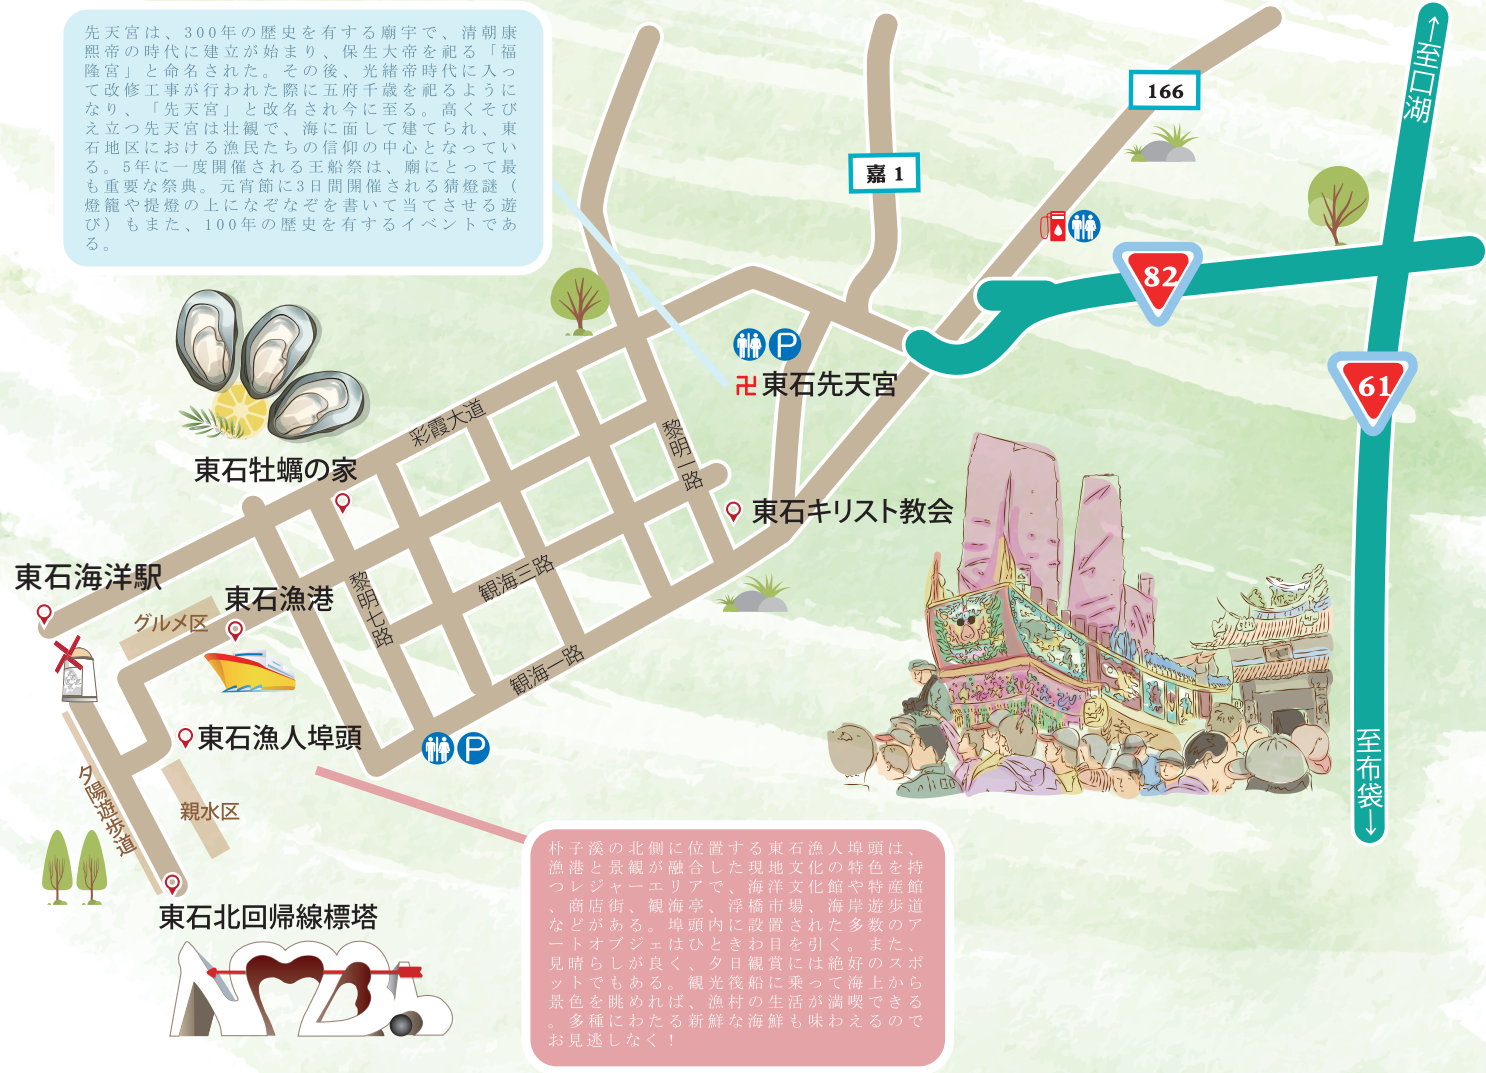 先天宮は、300年の歴史を有する廟宇で、清朝康
熙帝の時代に建立が始まり、保生大帝を祀る「福
隆宮」と命名された。その後、光緒帝時代に入っ
て改修工事が行われた際に五府千歳を祀るように
なり、「先天宮」と改名され今に至る。高くそび
え立つ先天宮は壮観で、海に面して建てられ、東
石地区における漁民たちの信仰の中心となってい
る。5年に一度開催される王船祭は、廟にとって最
も重要な祭典。元宵節に3日間開催される猜燈謎（
燈籠や提燈の上になぞなぞを書いて当てさせる遊
び）もまた、100年の歴史を有するイベントであ
る。
←至口湖
166
嘉 1
82
61
P
卍東石先天宮
彩霞大道
黎明一路
東石牡蠣の家
東石キリスト教会
東石海洋駅
グルメ区
東石漁港
黎明七路
観海三路
観海一路
東石漁人埠頭
P
夕陽遊歩道
親水区
至布袋→
東石北回帰線標塔
朴子溪の北側に位置する東石漁人埠頭は、
漁港と景観が融合した現地文化の特色を持
つレジャーエリアで、海洋文化館や特産館
、商店街、観海亭、浮橋市場、海岸遊歩道
などがある。埠頭内に設置された多数のア
ートオブジェはひときわ目を引く。また、
見晴らしが良く、夕日観賞には絶好のスポ
ットでもある。観光筏船に乗って海上から
景色を眺めれば、漁村の生活が満喫できる
。多種にわたる新鮮な海鮮も味わえるので
お見逃しなく！